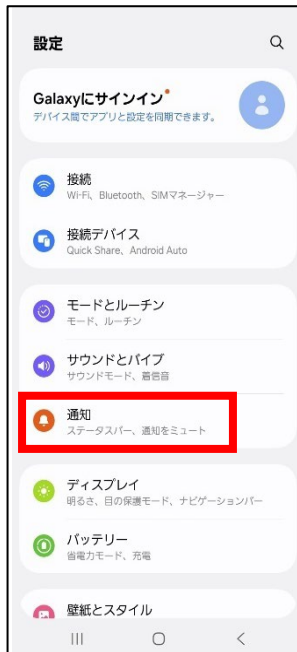 設定
Galaxyにサインイン
デバイス間でアプリと設定を同期できます。
接続
Wi-Fi、Bluetooth、SIMマネージャー
接続デバイス
Quick Share、Android Auto
モードとルーチン
モード、ルーチン
サウンドとバイブ
サウンドモード、着信音
通知
ステータスバー、通知をミュート
ディスプレイ
明るさ、目の保護モード、ナビゲーションバー
バッテリー
省電力モード、充電
壁紙とスタイル